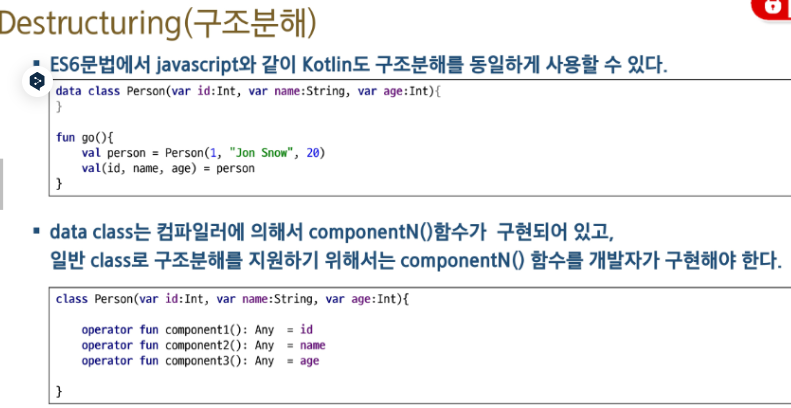 Destructuring(구조분해)
▪ ES6문법에서 javascript와 같이 Kotlin도 구조분해를 동일하게 사용할 수 있다.
data class Person(var id:Int, var name:String, var age:Int){
}
fun go(){
    val person = Person(1, "Jon Snow", 20)
    val(id, name, age) = person
}
▪ data class는 컴파일러에 의해서 componentN()함수가 구현되어 있고,
일반 class로 구조분해를 지원하기 위해서는 componentN() 함수를 개발자가 구현해야 한다.
class Person(var id:Int, var name:String, var age:Int){
    operator fun component1(): Any = id
    operator fun component2(): Any = name
    operator fun component3(): Any = age
}